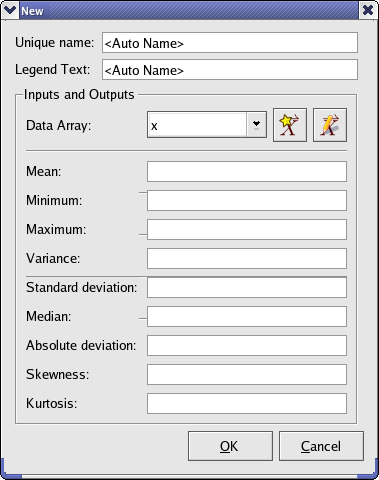 New
Unique name: <Auto Name>
Legend Text: <Auto Name>
Inputs and Outputs
Data Array: x
Mean:
Minimum:
Maximum:
Variance:
Standard deviation:
Median:
Absolute deviation:
Skewness:
Kurtosis:
OK Cancel